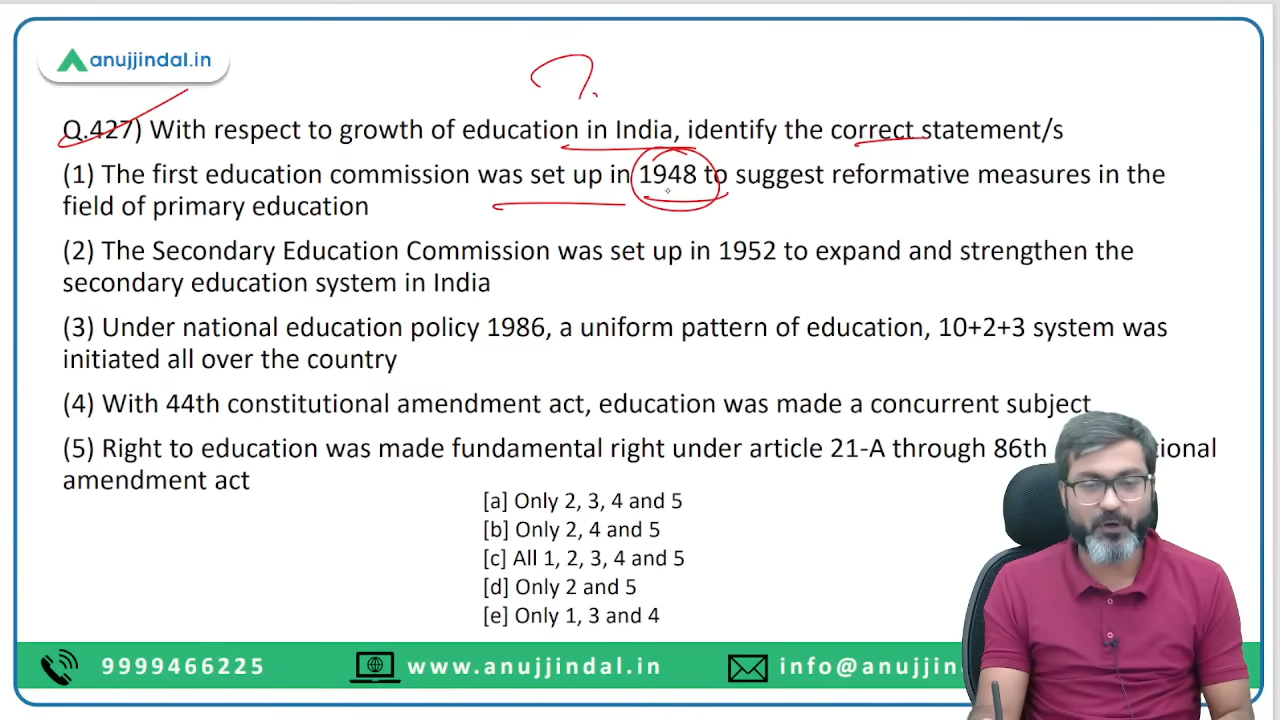 anujjindal.in
Q.427) With respect to growth of education in India, identify the correct statement/s
(1) The first education commission was set up in 1948 to suggest reformative measures in the
field of primary education
(2) The Secondary Education Commission was set up in 1952 to expand and strengthen the
secondary education system in India
(3) Under national education policy 1986, a uniform pattern of education, 10+2+3 system was
initiated all over the country
(4) With 44th constitutional amendment act, education was made a concurrent subject
(5) Right to education was made fundamental right under article 21-A through 86th tional
amendment act
[a] Only 2, 3, 4 and 5
[b] Only 2, 4 and 5
[c] All 1, 2, 3, 4 and 5
[d] Only 2 and 5
[e] Only 1, 3 and 4
9999466225 www.anujjindal.in info@anujjin